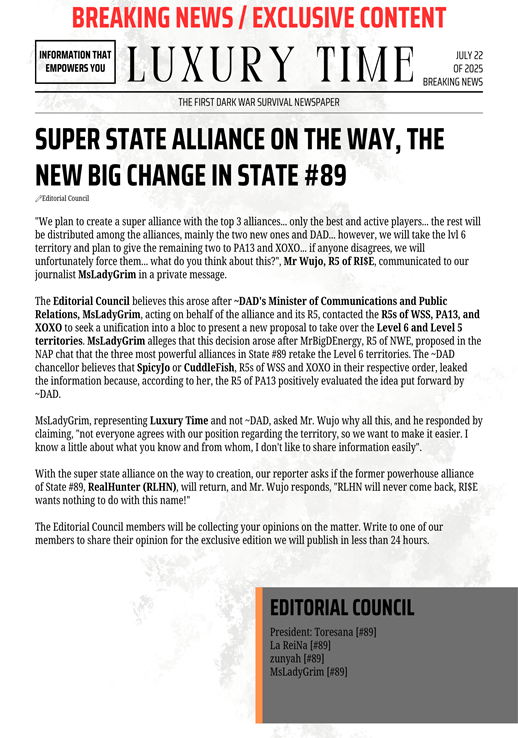 BREAKING NEWS / EXCLUSIVE CONTENT
INFORMATION THAT
EMPOWERS YOU
LUXURY TIME
JULY 22
OF 2025
BREAKING NEWS
THE FIRST DARK WAR SURVIVAL NEWSPAPER
SUPER STATE ALLIANCE ON THE WAY, THE
NEW BIG CHANGE IN STATE #89
Editorial Council
"We plan to create a super alliance with the top 3 alliances... only the best and active players... the rest will
be distributed among the alliances, mainly the two new ones and DAD... however, we will take the lvl 6
territory and plan to give the remaining two to PA13 and XOXO... if anyone disagrees, we will
unfortunately force them... what do you think about this?", Mr Wujo, R5 of RI$E, communicated to our
journalist MsLadyGrim in a private message.
The Editorial Council believes this arose after ~DAD's Minister of Communications and Public
Relations, MsLadyGrim, acting on behalf of the alliance and its R5, contacted the R5s of WSS, PA13, and
XOXO to seek a unification into a bloc to present a new proposal to take over the Level 6 and Level 5
territories. MsLadyGrim alleges that this decision arose after MrBigDEnergy, R5 of NWE, proposed in the
NAP chat that the three most powerful alliances in State #89 retake the Level 6 territories. The ~DAD
chancellor believes that SpicyJo or CuddleFish, R5s of WSS and XOXO in their respective order, leaked
the information because, according to her, the R5 of PA13 positively evaluated the idea put forward by
~DAD.
MsLadyGrim, representing Luxury Time and not ~DAD, asked Mr. Wujo why all this, and he responded by
claiming, "not everyone agrees with our position regarding the territory, so we want to make it easier. I
know a little about what you know and from whom, I don't like to share information easily".
With the super state alliance on the way to creation, our reporter asks if the former powerhouse alliance
of State #89, RealHunter (RLHN), will return, and Mr. Wujo responds, "RLHN will never come back, RI$E
wants nothing to do with this name!"
The Editorial Council members will be collecting your opinions on the matter. Write to one of our
members to share their opinion for the exclusive edition we will publish in less than 24 hours.
EDITORIAL COUNCIL
President: Toresana [#89]
La ReiNa [#89]
zunyah [#89]
MsLadyGrim [#89]